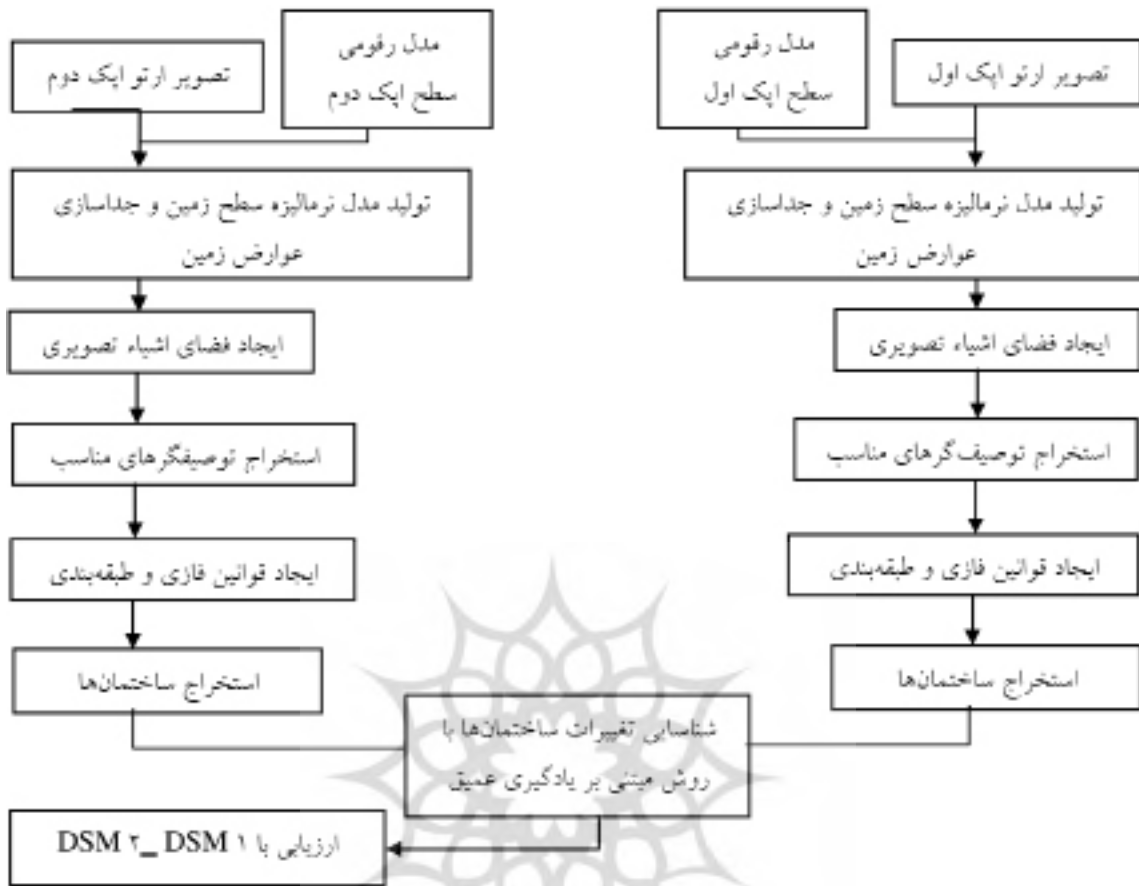 تصویر ارتو اپک اول
مدل رقومی
سطح اپک اول
تولید مدل نرمالیزه سطح زمین و جداسازی
عوارض زمین
ایجاد فضای اشیاء تصویری
استخراج توصیف‌گرهای مناسب
ایجاد قوانین فازی و طبقه‌بندی
استخراج ساختمان‌ها
مدل رقومی
سطح اپک دوم
تصویر ارتو اپک دوم
تولید مدل نرمالیزه سطح زمین و جداسازی
عوارض زمین
ایجاد فضای اشیاء تصویری
استخراج توصیفگرهای مناسب
ایجاد قوانین فازی و طبقه‌بندی
استخراج ساختمان‌ها
شناسایی تغییرات ساختمان‌ها با
روش مبتنی بر یادگیری عمیق
ارزیابی با DSM ۲_ DSM ۱